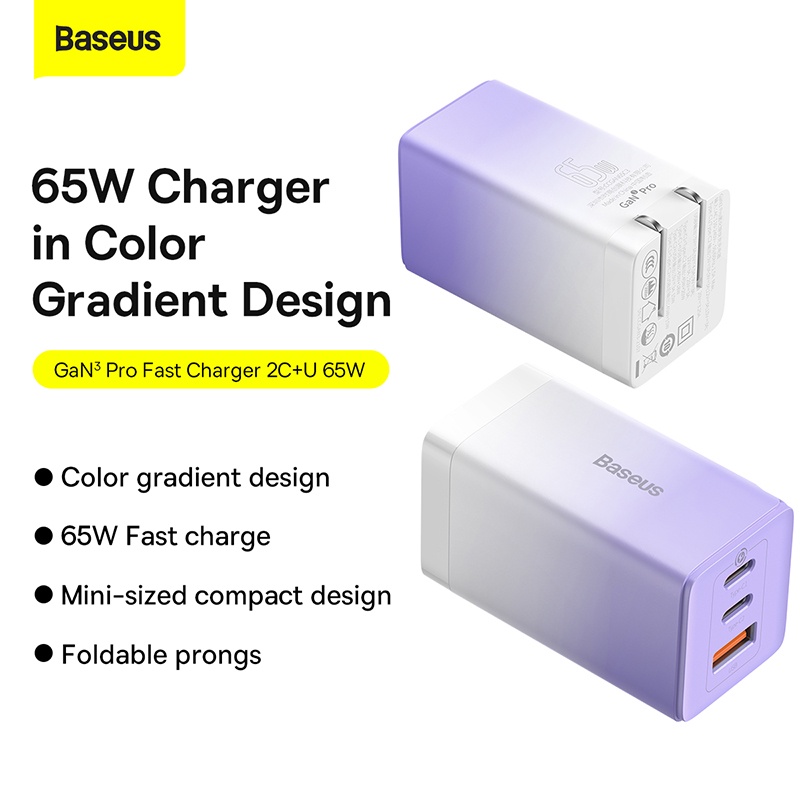 Baseus
65W Charger
in Color
Gradient Design
GaN³ Pro Fast Charger 2C+U 65W
● Color gradient design
● 65W Fast charge
● Mini-sized compact design
● Foldable prongs
65W
GaN Pro
Baseus